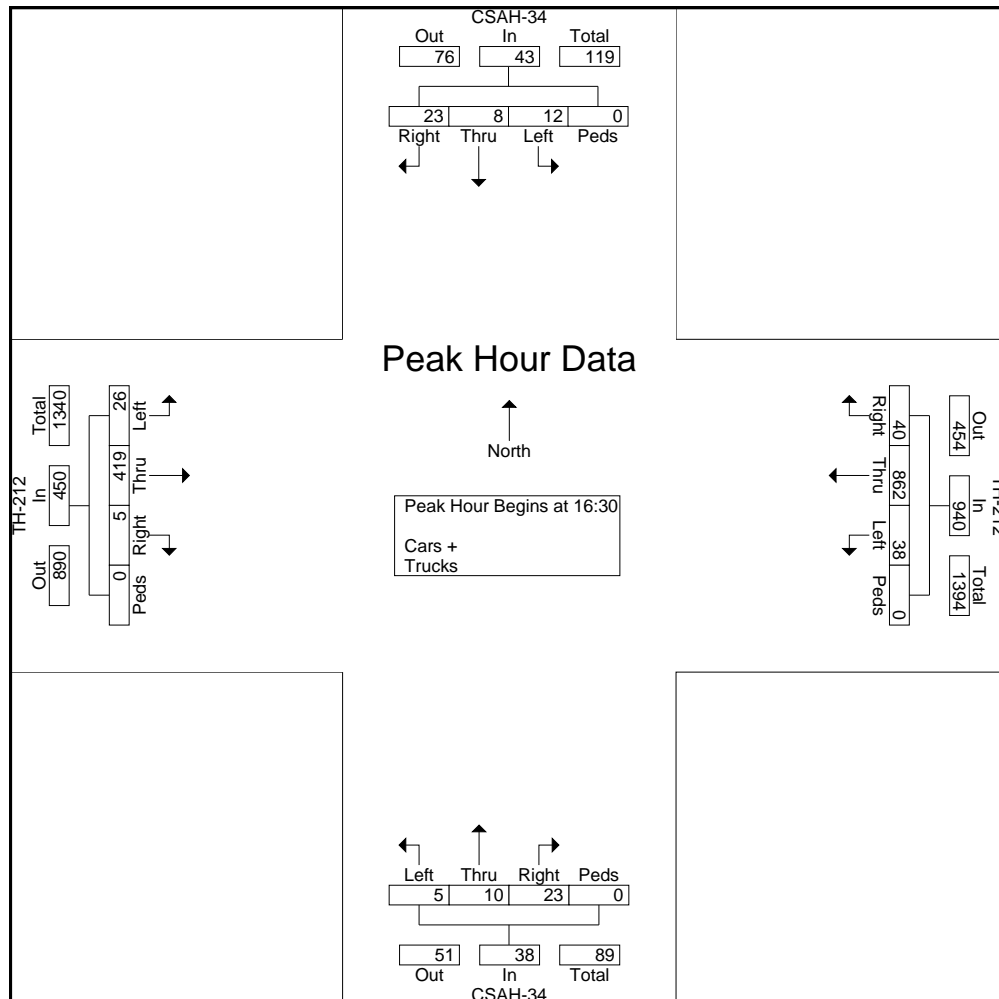 CSAH-34
Out In Total
76 43 119
23 8 12 0
Right Thru Left Peds
Peak Hour Data
North
Peak Hour Begins at 16:30
Cars +
Trucks
TH-212
Total In Out
1340 450 890
26 419 5 0
Left Thru Right Peds
TH-212
Out In Total
454 940 1394
40 862 38 0
Right Thru Left Peds
Left Thru Right Peds
5 10 23 0
51 38 89
Out In Total
CSAH-34